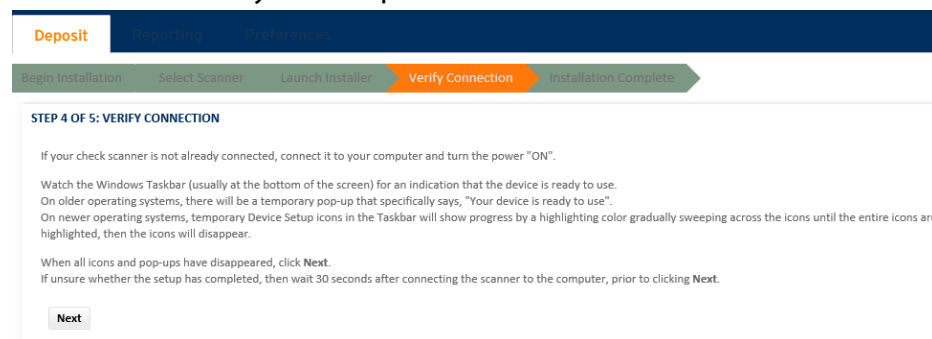 Deposit Reporting Preferences
Begin Installation Select Scanner Launch Installer Verify Connection Installation Complete
STEP 4 OF 5: VERIFY CONNECTION
If your check scanner is not already connected, connect it to your computer and turn the power "ON".
Watch the Windows Taskbar (usually at the bottom of the screen) for an indication that the device is ready to use.
On older operating systems, there will be a temporary pop-up that specifically says, "Your device is ready to use".
On newer operating systems, temporary Device Setup icons in the Taskbar will show progress by a highlighting color gradually sweeping across the icons until the entire icons are
highlighted, then the icons will disappear.
When all icons and pop-ups have disappeared, click Next.
If unsure whether the setup has completed, then wait 30 seconds after connecting the scanner to the computer, prior to clicking Next.
Next